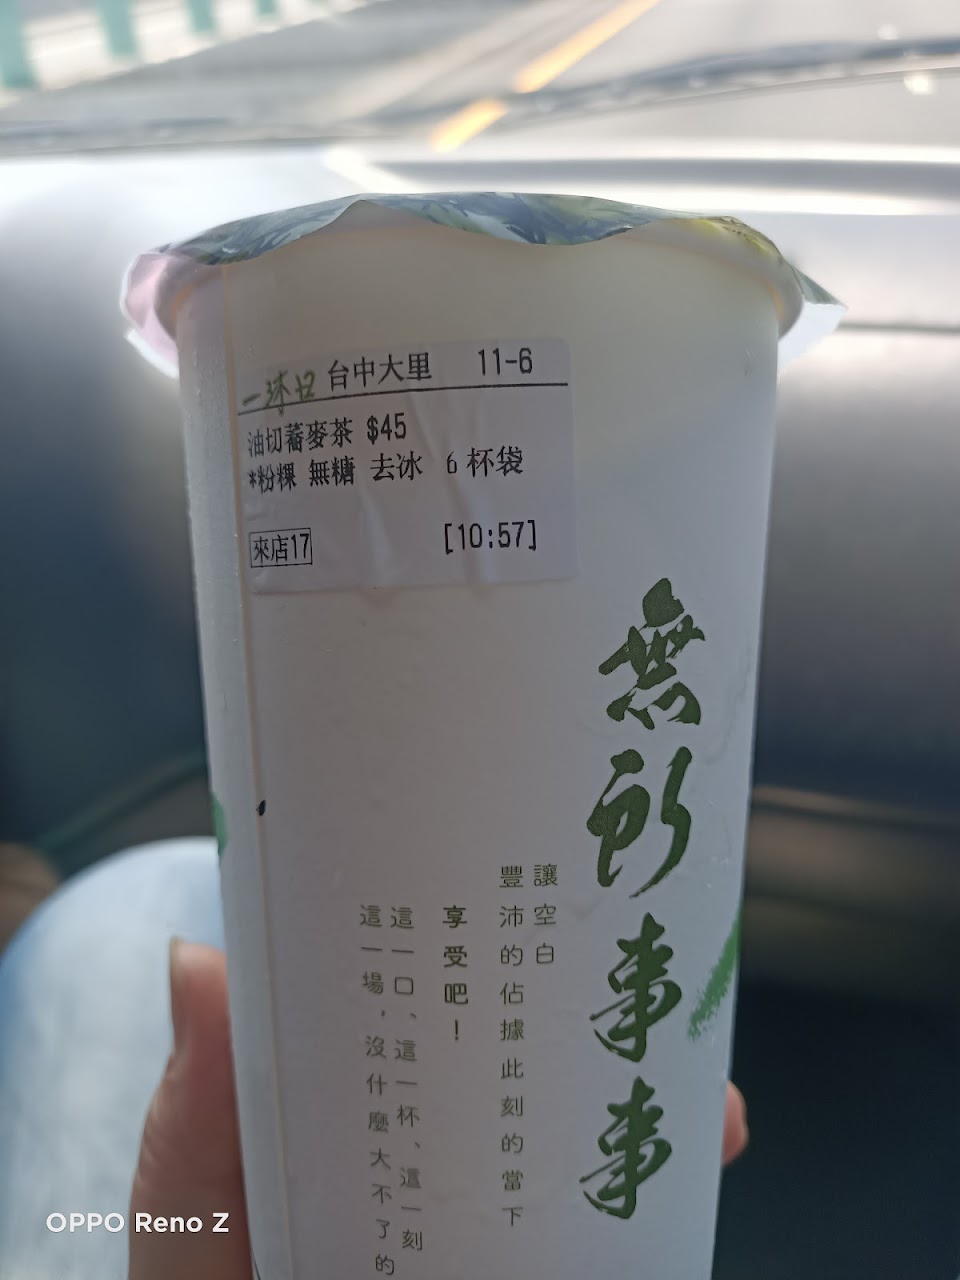 一沐日 台中大里 11-6
油切蕎麥茶 $45
*粉粿 無糖 去冰 6 杯袋
來店17 [10:57]
無所事事
讓空白
豐沛的佔據此刻的當下
享受吧！
這一口、這一杯、這一刻
這一場，沒什麼大不了的
OPPO Reno Z